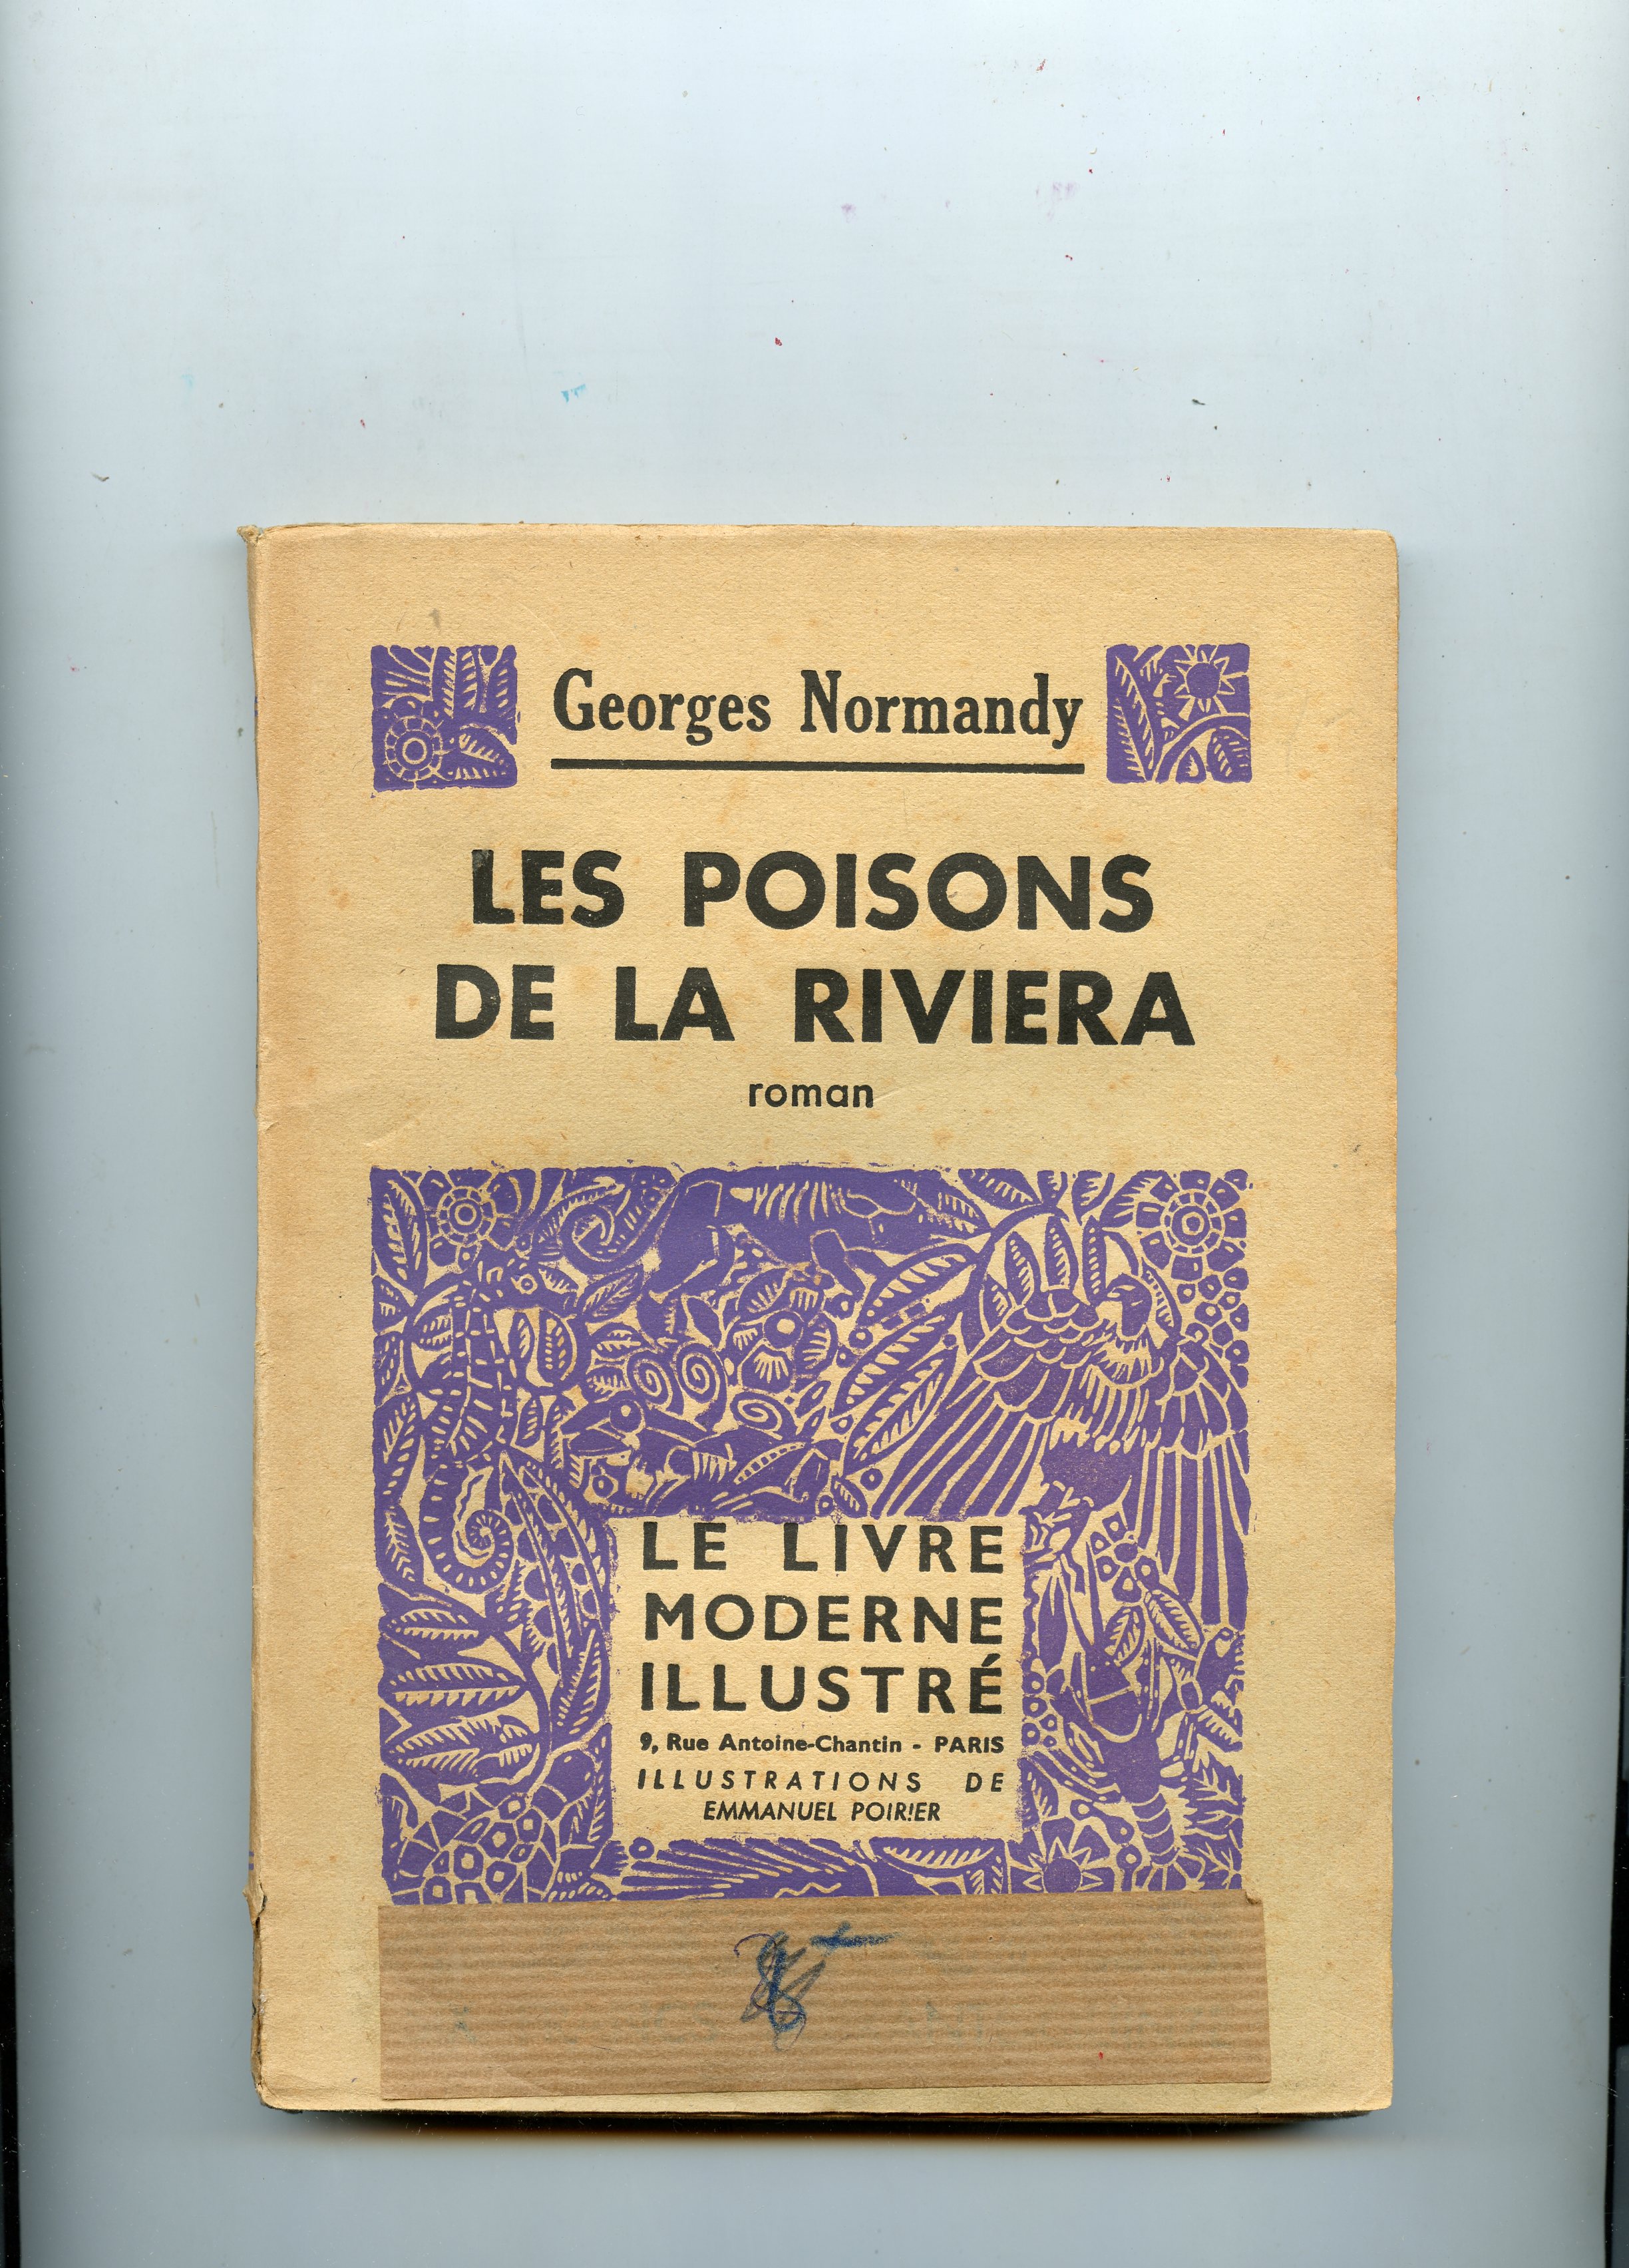 Georges Normandy
LES POISONS
DE LA RIVIERA
roman
LE LIVRE
MODERNE
ILLUSTRÉ
9, Rue Antoine-Chantin - PARIS
ILLUSTRATIONS DE
EMMANUEL POIRIER